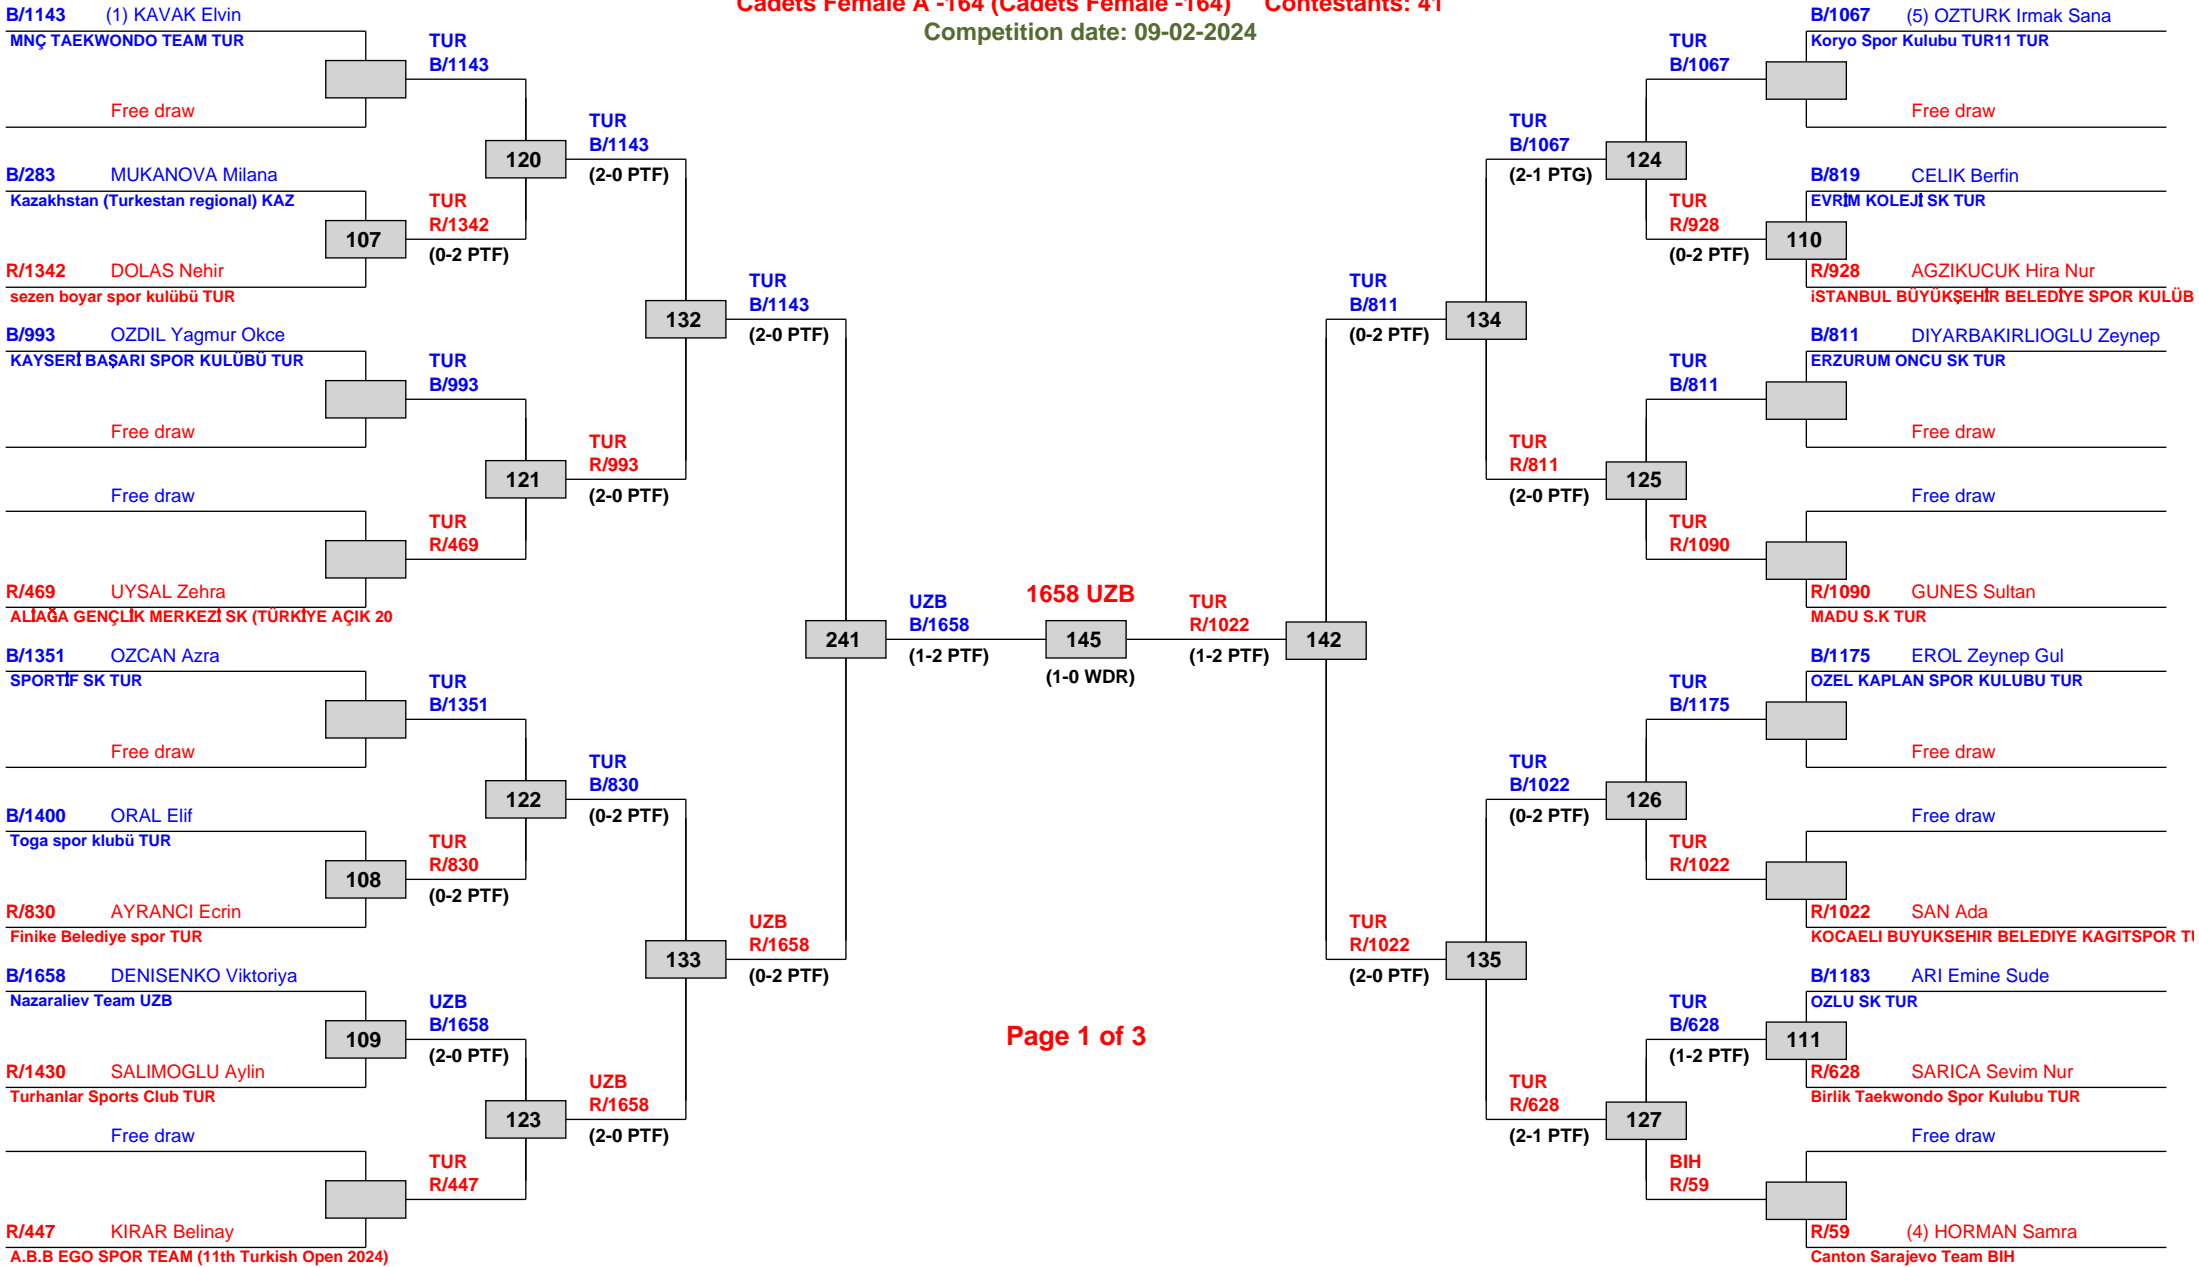 Cadets Female A -164 (Cadets Female -164) Contestants: 41
Competition date: 09-02-2024
B/1143 (1) KAVAK Elvin
MNÇ TAEKWONDO TEAM TUR
Free draw
B/283 MUKANOVA Milana
Kazakhstan (Turkestan regional) KAZ
107
R/1342 DOLAS Nehir
sezen boyar spor kulübü TUR
B/993 OZDIL Yagmur Okce
KAYSERİ BAŞARI SPOR KULÜBÜ TUR
Free draw
Free draw
R/469 UYSAL Zehra
ALİAĞA GENÇLİK MERKEZİ SK (TÜRKİYE AÇIK 20
B/1351 OZCAN Azra
SPORTİF SK TUR
Free draw
B/1400 ORAL Elif
Toga spor klubü TUR
108
R/830 AYRANCI Ecrin
Finike Belediye spor TUR
B/1658 DENISENKO Viktoriya
Nazaraliev Team UZB
109
R/1430 SALIMOGLU Aylin
Turhanlar Sports Club TUR
Free draw
R/447 KIRAR Belinay
A.B.B EGO SPOR TEAM (11th Turkish Open 2024)
TUR
B/1143
120
TUR
R/1342
(0-2 PTF)
TUR
B/993
121
TUR
R/469
TUR
B/1351
122
TUR
R/830
(0-2 PTF)
UZB
B/1658
(2-0 PTF)
123
TUR
R/447
TUR
B/1143
(2-0 PTF)
132
TUR
R/993
(2-0 PTF)
TUR
B/830
(0-2 PTF)
133
UZB
R/1658
(2-0 PTF)
TUR
B/1143
(2-0 PTF)
241
UZB
R/1658
(0-2 PTF)
UZB
B/1658
(1-2 PTF)
1658 UZB
145
(1-0 WDR)
TUR
R/1022
(1-2 PTF)
Page 1 of 3
TUR
B/811
(0-2 PTF)
142
TUR
R/1022
(2-0 PTF)
TUR
B/1067
(2-1 PTG)
134
TUR
R/811
(2-0 PTF)
TUR
B/1022
(0-2 PTF)
135
TUR
R/628
(2-1 PTF)
TUR
B/1067
124
TUR
R/928
(0-2 PTF)
TUR
B/811
125
TUR
R/1090
TUR
B/1175
126
TUR
R/1022
TUR
B/628
(1-2 PTF)
127
BIH
R/59
B/1067 (5) OZTURK Irmak Sana
Koryo Spor Kulubu TUR11 TUR
Free draw
B/819 CELIK Berfin
EVRİM KOLEJİ SK TUR
110
R/928 AGZIKUCUK Hira Nur
iSTANBUL BÜYÜKŞEHİR BELEDİYE SPOR KULÜB
B/811 DIYARBAKIRLIOGLU Zeynep
ERZURUM ONCU SK TUR
Free draw
Free draw
R/1090 GUNES Sultan
MADU S.K TUR
B/1175 EROL Zeynep Gul
OZEL KAPLAN SPOR KULUBU TUR
Free draw
Free draw
R/1022 SAN Ada
KOCAELI BUYUKSEHIR BELEDIYE KAGITSPOR TU
B/1183 ARI Emine Sude
OZLU SK TUR
111
R/628 SARICA Sevim Nur
Birlik Taekwondo Spor Kulubu TUR
Free draw
R/59 (4) HORMAN Samra
Canton Sarajevo Team BIH